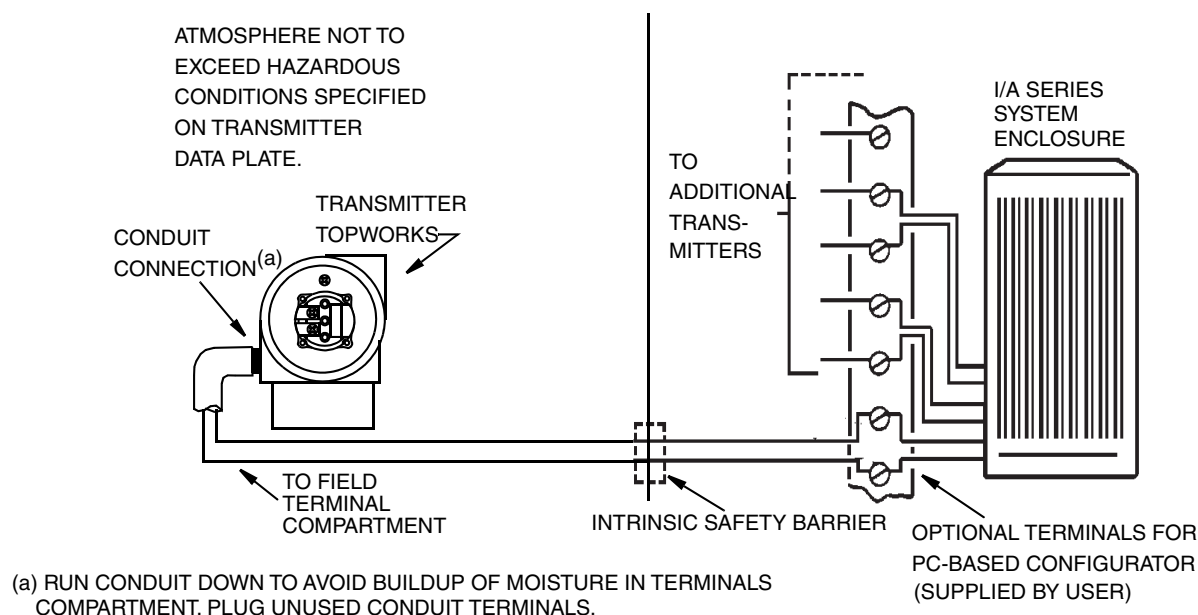 ATMOSPHERE NOT TO
EXCEED HAZARDOUS
CONDITIONS SPECIFIED
ON TRANSMITTER
DATA PLATE.
TRANSMITTER
TOPWORKS
CONDUIT
CONNECTION(a)
TO FIELD
TERMINAL
COMPARTMENT
TO
ADDITIONAL
TRANS-
MITTERS
I/A SERIES
SYSTEM
ENCLOSURE
INTRINSIC SAFETY BARRIER
OPTIONAL TERMINALS FOR
PC-BASED CONFIGURATOR
(SUPPLIED BY USER)
(a) RUN CONDUIT DOWN TO AVOID BUILDUP OF MOISTURE IN TERMINALS
COMPARTMENT. PLUG UNUSED CONDUIT TERMINALS.